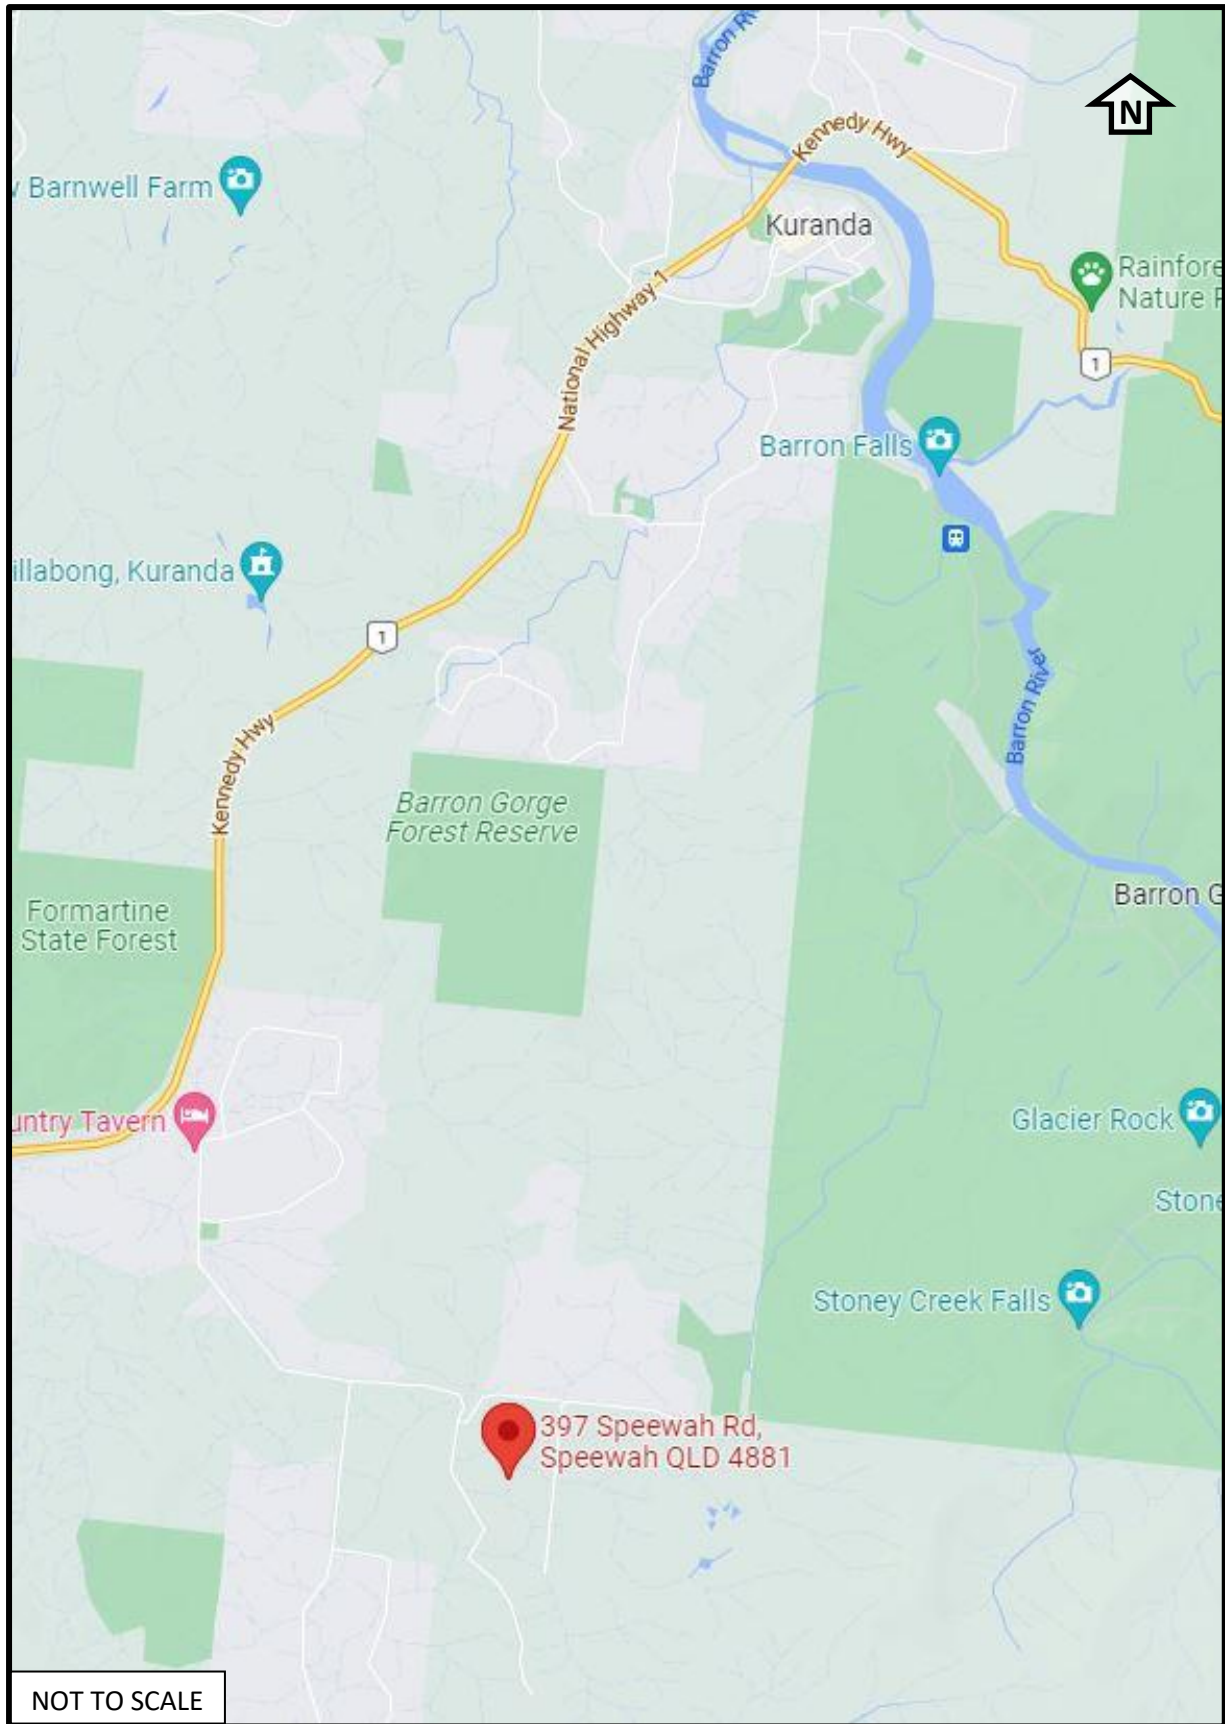 Barron Ri
N
Kennedy Hwy
Barnwell Farm
Kuranda
Rainfore
Nature
National Highway 1
1
Barron Falls
illabong, Kuranda
1
Barron River
Kennedy Hwy
Barron Gorge
Forest Reserve
Barron G
Formartine
State Forest
untry Tavern
Glacier Rock
Stone
Stoney Creek Falls
397 Speewah Rd,
Speewah QLD 4881
NOT TO SCALE